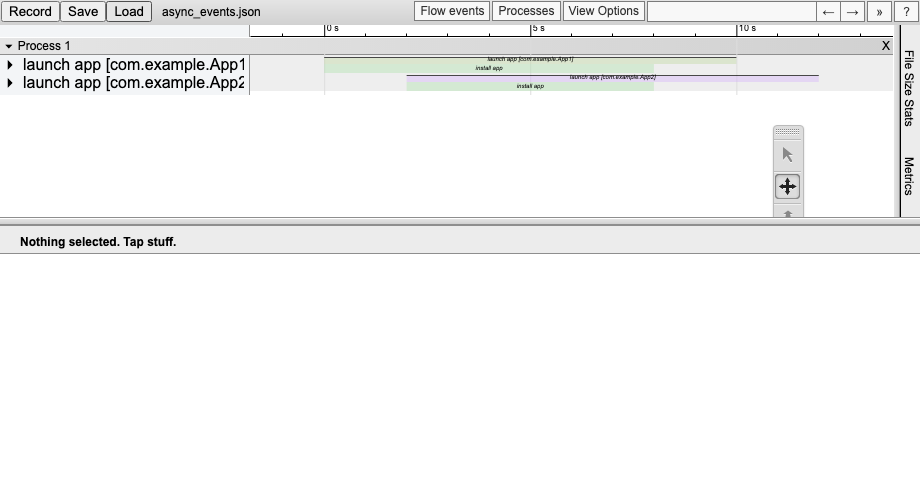 Record Save Load async_events.json Flow events Processes View Options ← → » ?
0 s 5 s 10 s
Process 1 X
launch app [com.example.App1
launch app [com.example.App1]
install app
launch app [com.example.App2
launch app [com.example.App2]
install app
File Size Stats
Metrics
Nothing selected. Tap stuff.